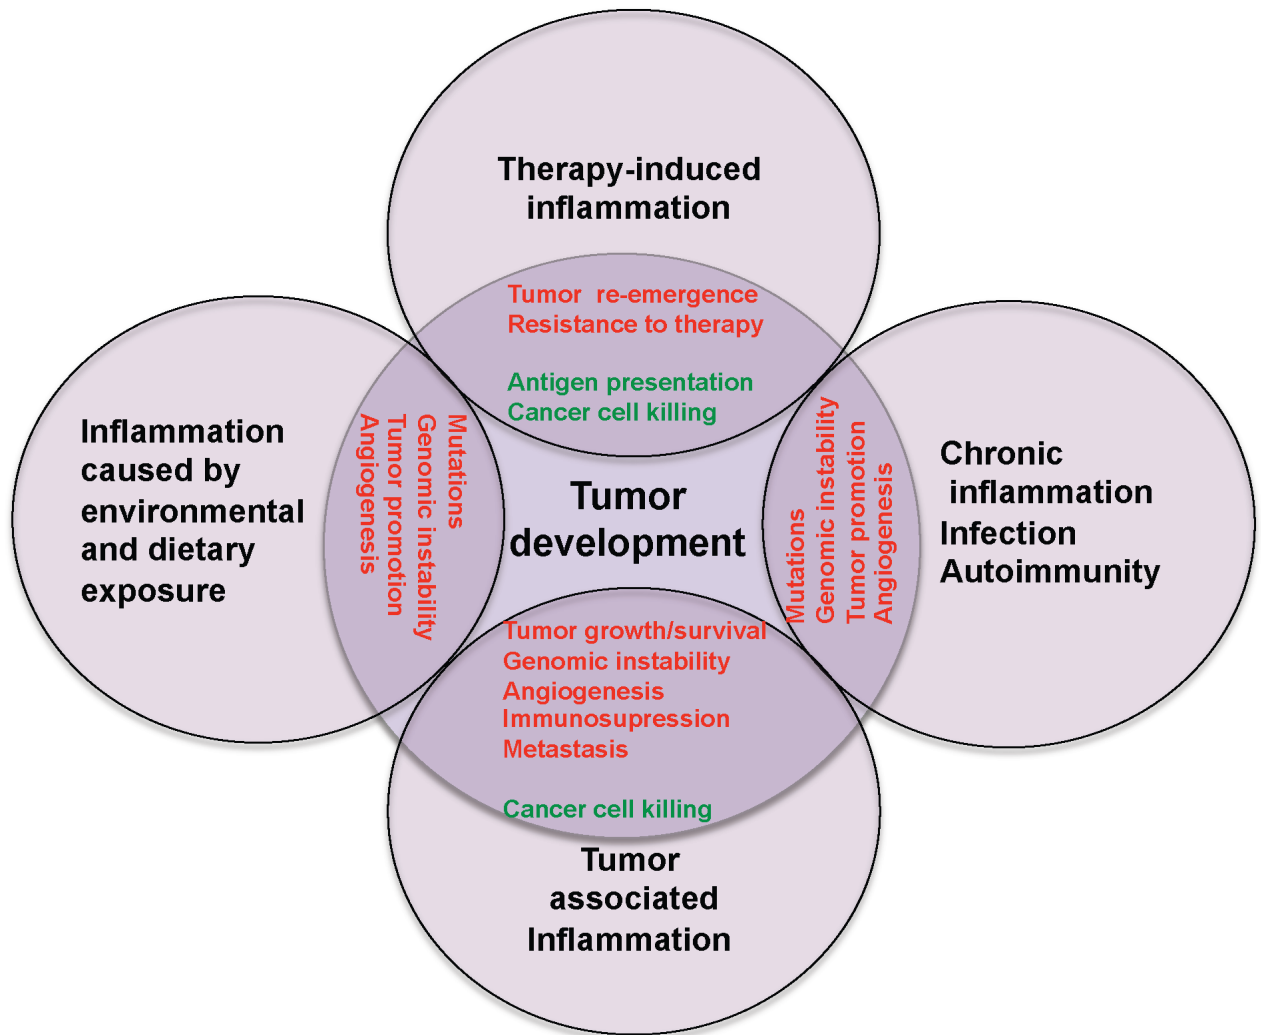 Therapy-induced
inflammation
Tumor re-emergence
Resistance to therapy
Antigen presentation
Cancer cell killing
Inflammation
caused by
environmental
and dietary
exposure
Mutations
Genomic instability
Tumor promotion
Angiogenesis
Tumor
development
Mutations
Genomic instability
Tumor promotion
Angiogenesis
Chronic
inflammation
Infection
Autoimmunity
Tumor growth/survival
Genomic instability
Angiogenesis
Immunosupression
Metastasis
Cancer cell killing
Tumor
associated
Inflammation